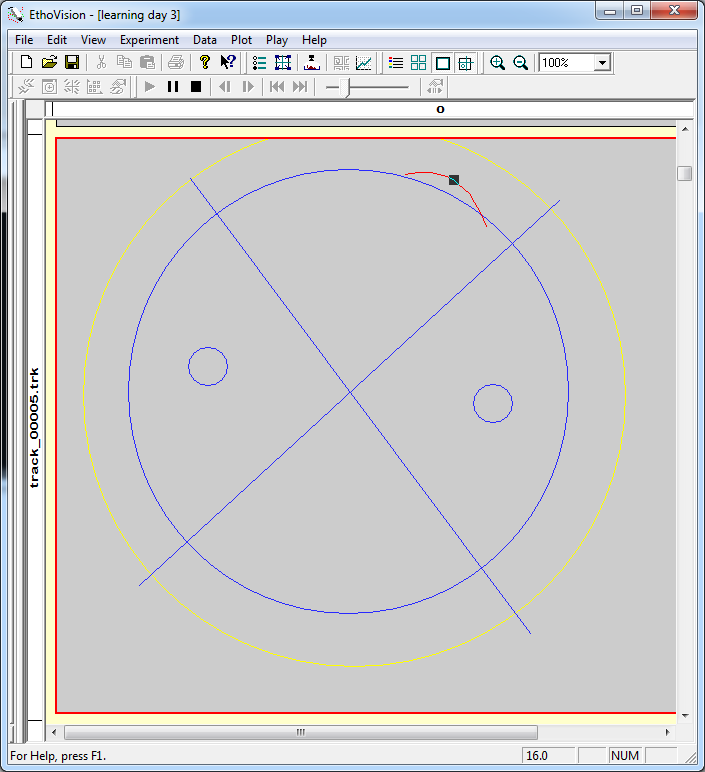 EthoVision - [learning day 3]
File Edit View Experiment Data Plot Play Help
100%
O
track_00005.trk
For Help, press F1.
16.0
NUM